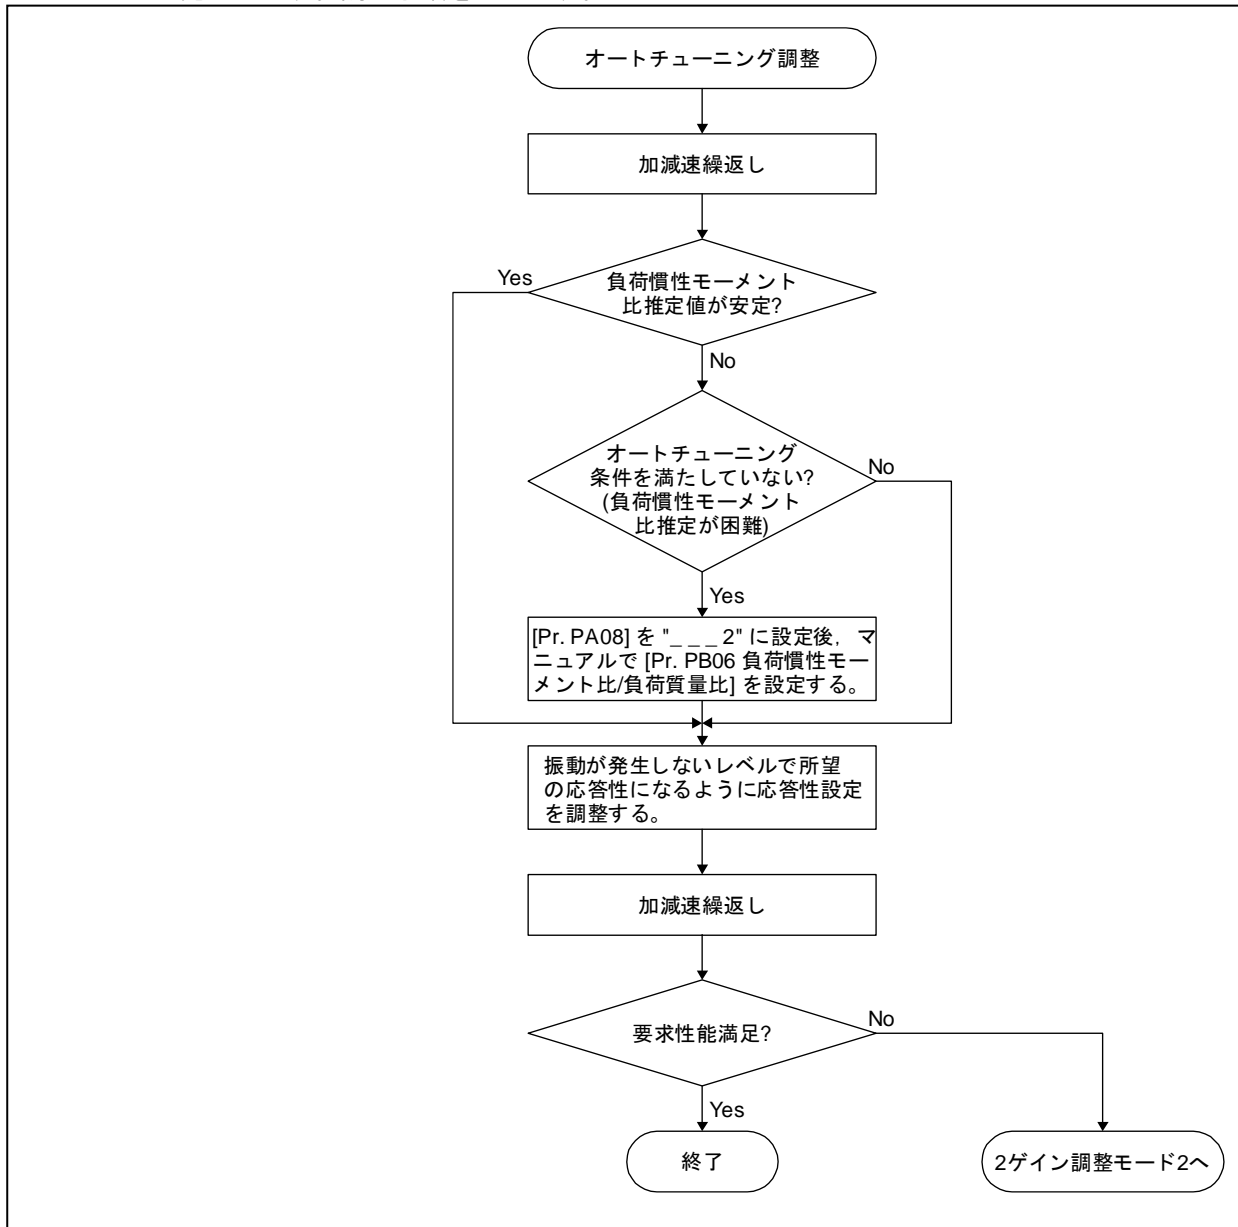 オートチューニング調整
加減速繰返し
Yes
負荷慣性モーメント
比推定値が安定?
No
オートチューニング
条件を満たしていない?
(負荷慣性モーメント
比推定が困難)
No
Yes
[Pr. PA08] を "_ _ _ 2" に設定後，マ
ニュアルで [Pr. PB06 負荷慣性モー
メント比/負荷質量比] を設定する。
振動が発生しないレベルで所望
の応答性になるように応答性設定
を調整する。
加減速繰返し
要求性能満足?
No
Yes
終了
2ゲイン調整モード2へ